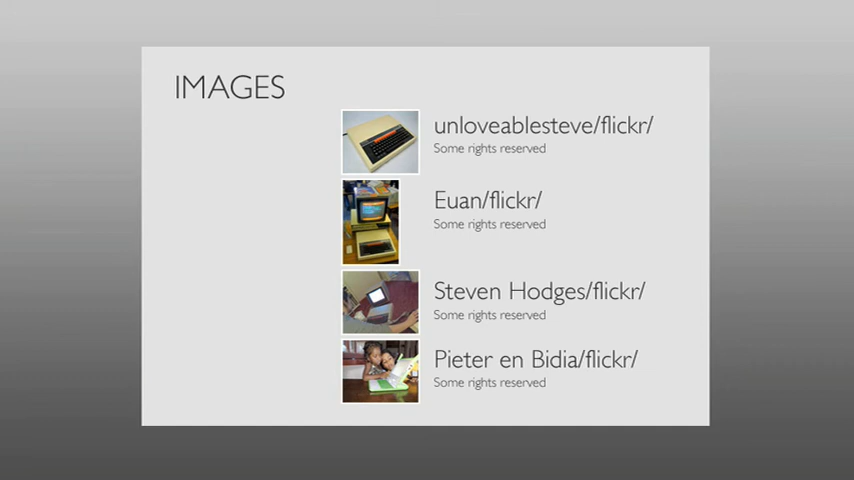 IMAGES
unloveablesteve/flickr/
Some rights reserved
Euan/flickr/
Some rights reserved
Steven Hodges/flickr/
Some rights reserved
Pieter en Bidia/flickr/
Some rights reserved